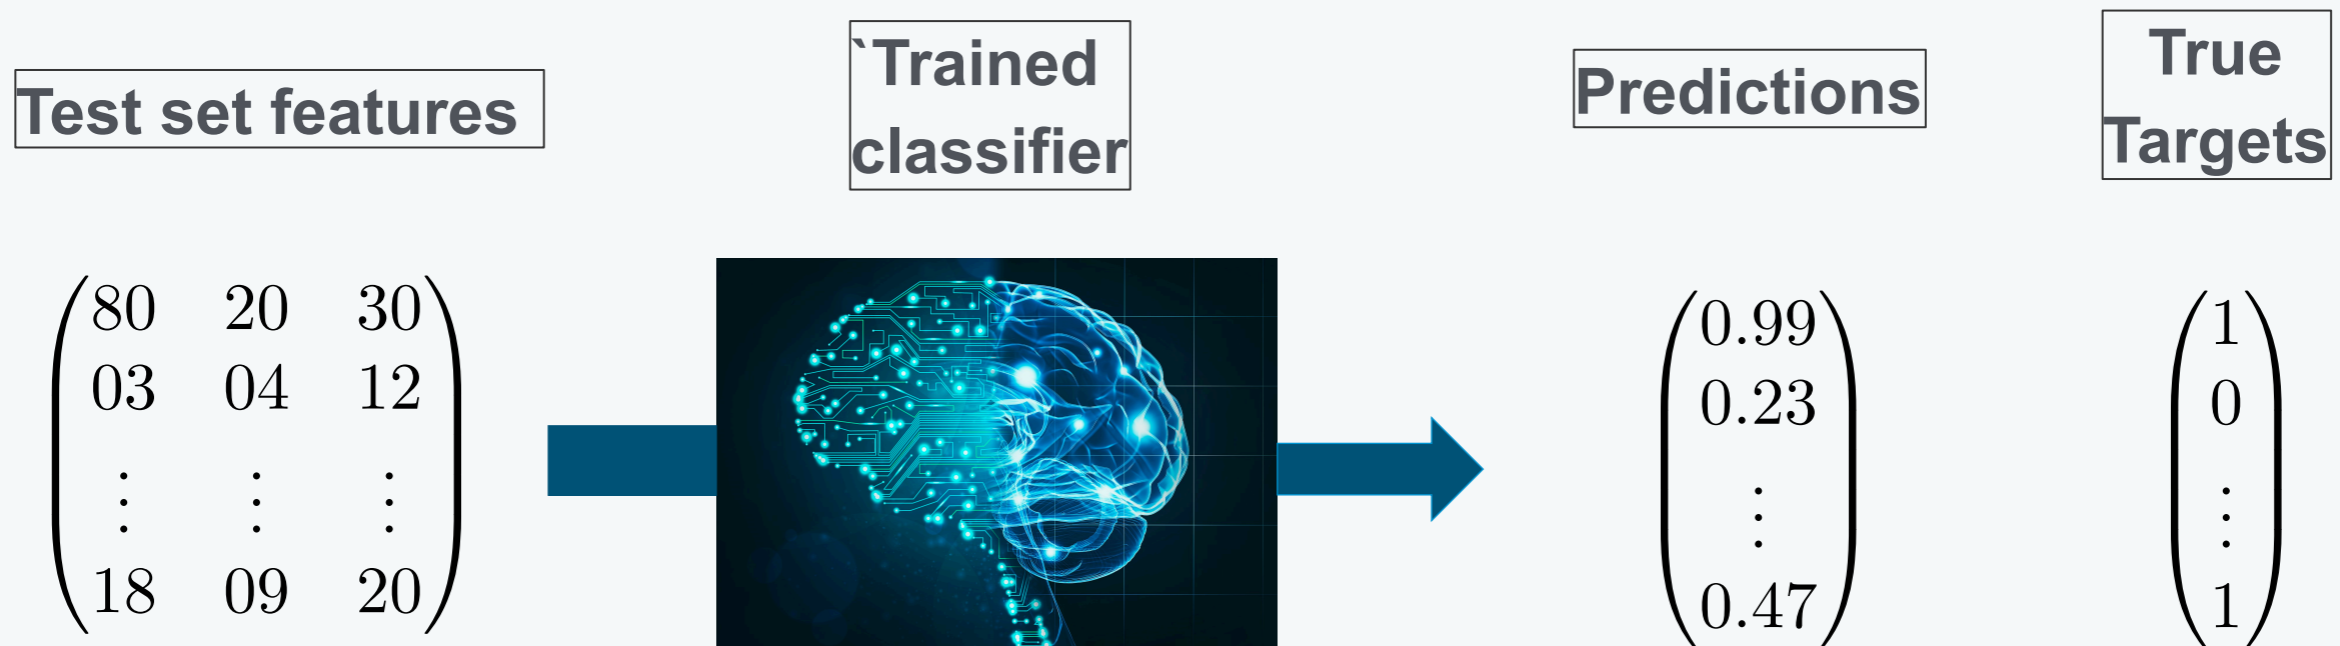 Test set features
`Trained
classifier
Predictions
True
Targets
80 20 30
03 04 12
⋮ ⋮ ⋮
18 09 20
0.99
0.23
⋮
0.47
1
0
⋮
1